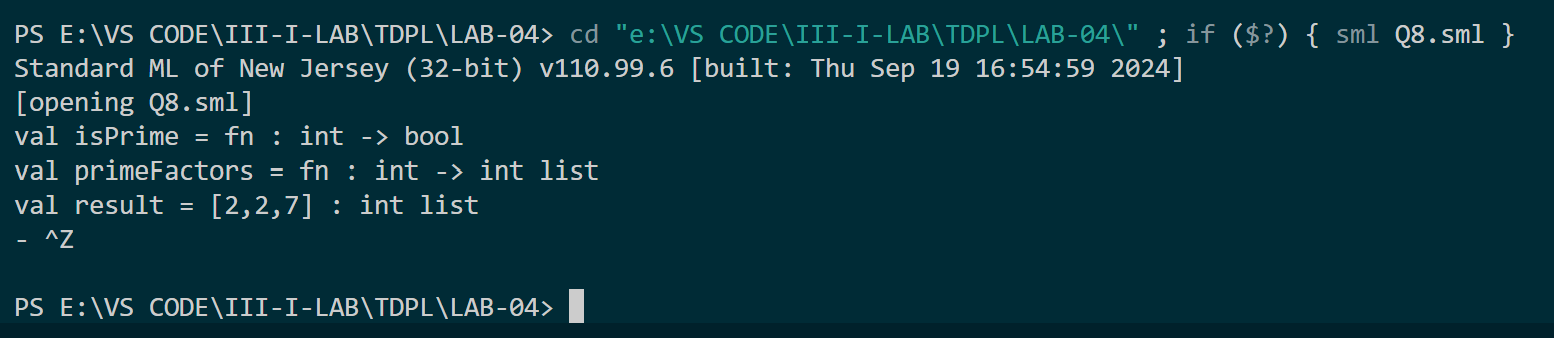 PS E:\VS CODE\III-I-LAB\TDPL\LAB-04> cd "e:\VS CODE\III-I-LAB\TDPL\LAB-04\" ; if ($?) { sml Q8.sml }
Standard ML of New Jersey (32-bit) v110.99.6 [built: Thu Sep 19 16:54:59 2024]
[opening Q8.sml]
val isPrime = fn : int -> bool
val primeFactors = fn : int -> int list
val result = [2,2,7] : int list
- ^Z
PS E:\VS CODE\III-I-LAB\TDPL\LAB-04>